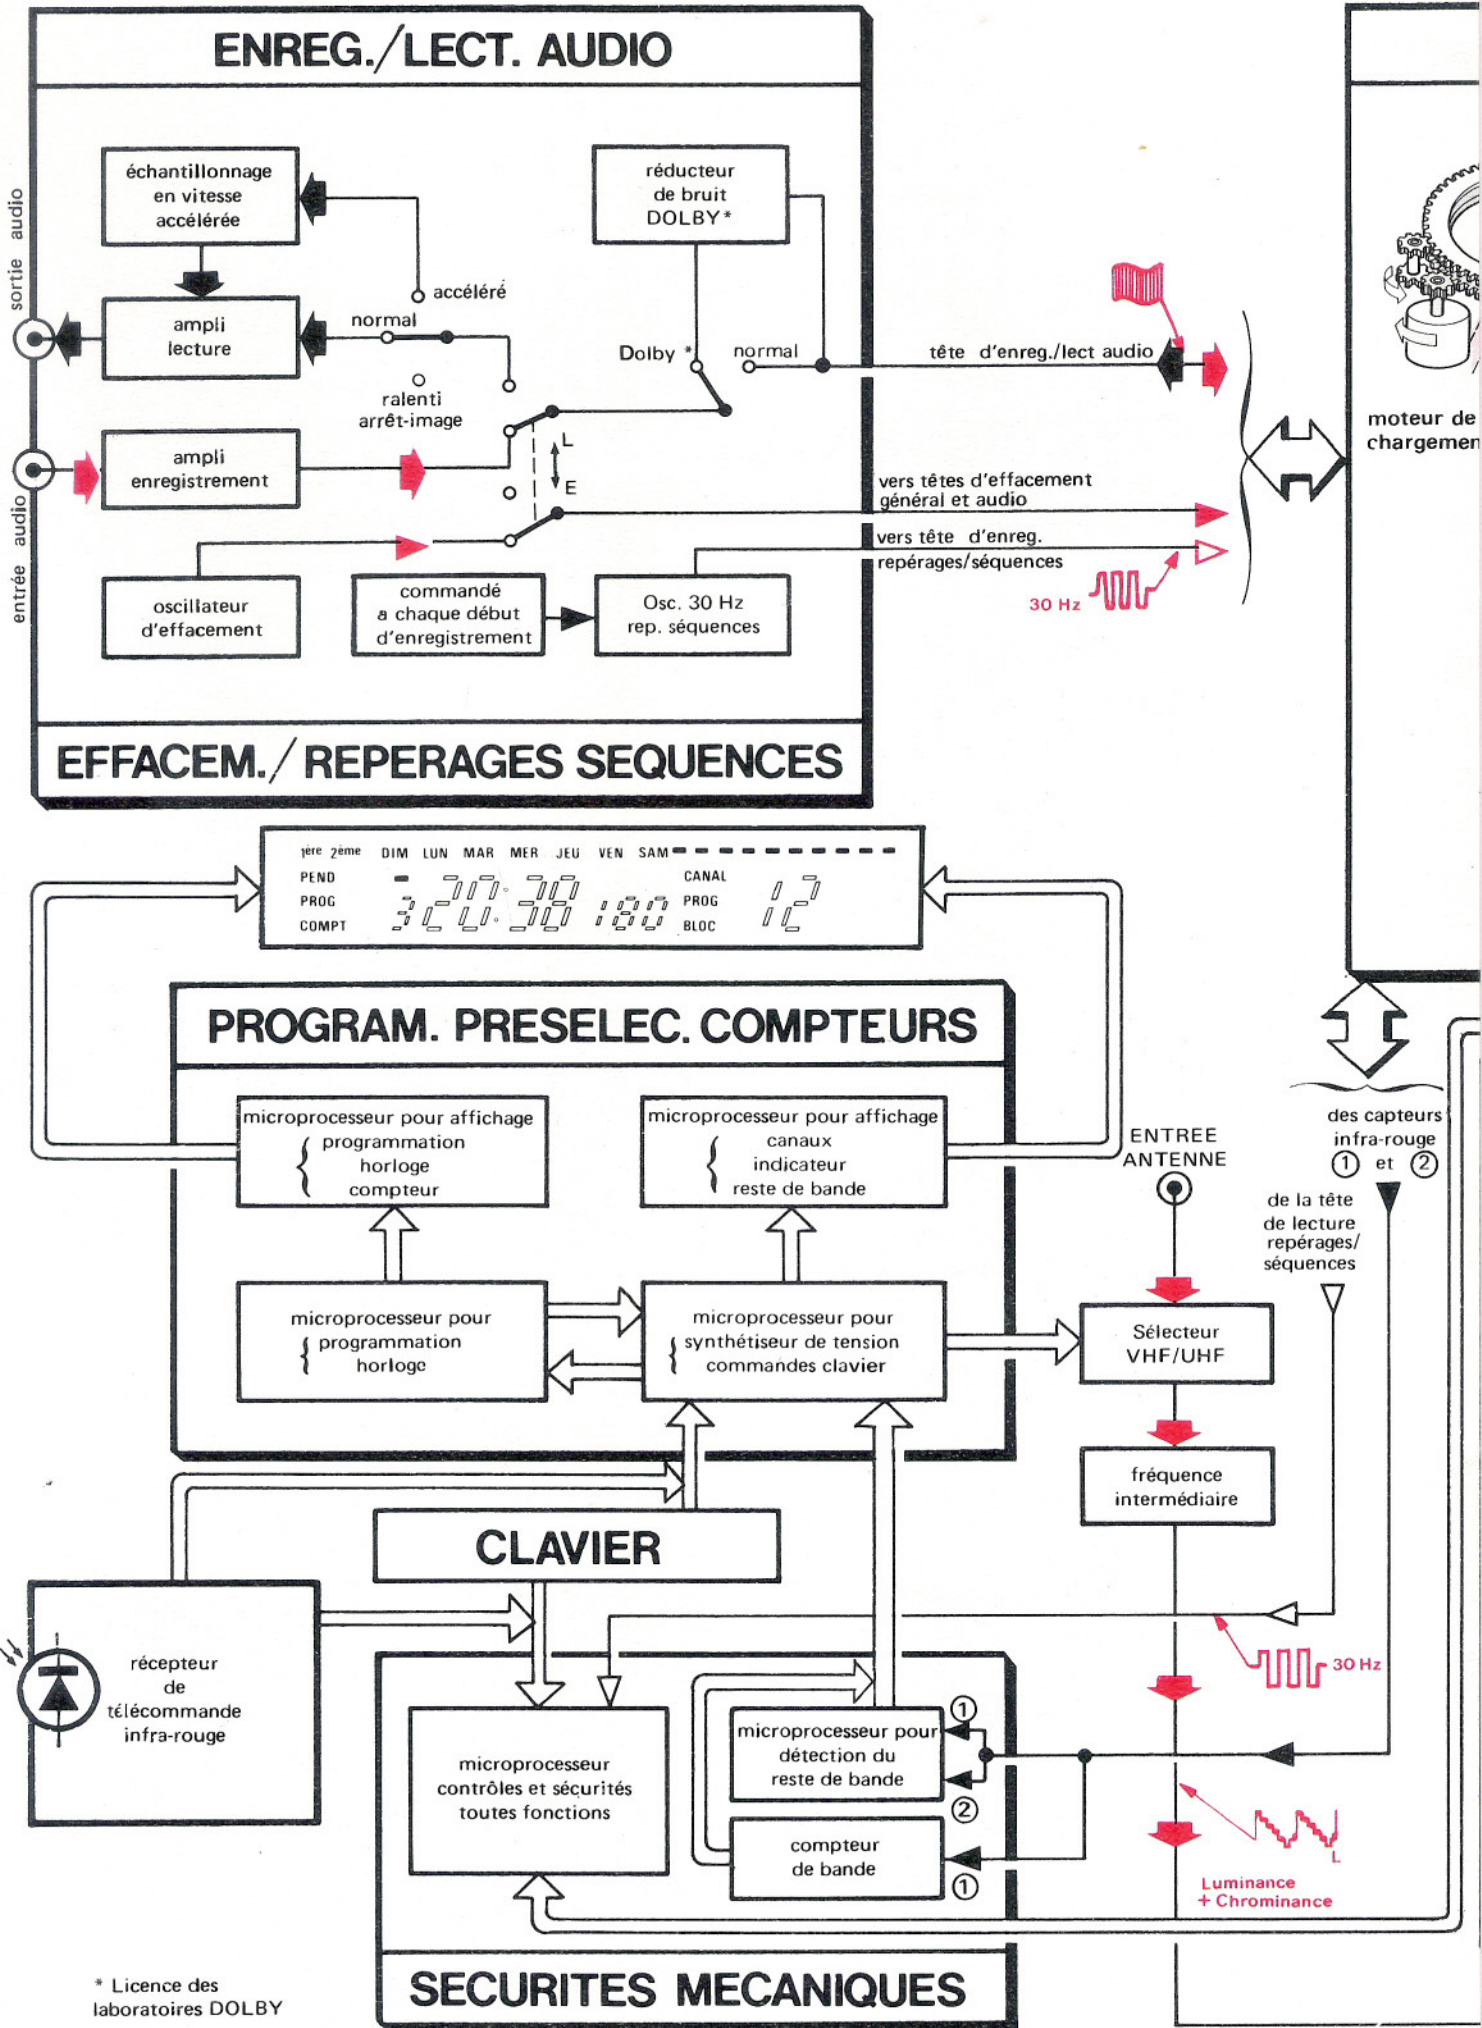 ENREG./LECT. AUDIO
échantillonnage
en vitesse
accélérée
réducteur
de bruit
DOLBY*
sortie audio
accéléré
ampli
lecture
normal
Dolby *
normal
tête d'enreg./lect audio
ralenti
arrêt-image
moteur de
chargemen
ampli
enregistrement
L
E
vers têtes d'effacement
général et audio
entrée audio
vers tête d'enreg.
repérages/séquences
30 Hz
oscillateur
d'effacement
commandé
a chaque début
d'enregistrement
Osc. 30 Hz
rep. séquences
EFFACEM./REPERAGES SEQUENCES
1ère 2ème DIM LUN MAR MER JEU VEN SAM
PEND
PROG
COMPT
3 20:38 180
CANAL
PROG
BLOC
12
PROGRAM. PRESELEC. COMPTEURS
microprocesseur pour affichage
programmation
horloge
compteur
microprocesseur pour affichage
canaux
indicateur
reste de bande
ENTREE
ANTENNE
des capteurs
infra-rouge
① et ②
de la tête
de lecture
repérages/
séquences
microprocesseur pour
programmation
horloge
microprocesseur pour
synthétiseur de tension
commandes clavier
Sélecteur
VHF/UHF
fréquence
intermédiaire
CLAVIER
récepteur
de
télécommande
infra-rouge
30 Hz
microprocesseur
contrôles et sécurités
toutes fonctions
microprocesseur pour
détection du
reste de bande
①
②
compteur
de bande
①
L
Luminance
+ Chrominance
SECURITES MECANIQUES
* Licence des
laboratoires DOLBY